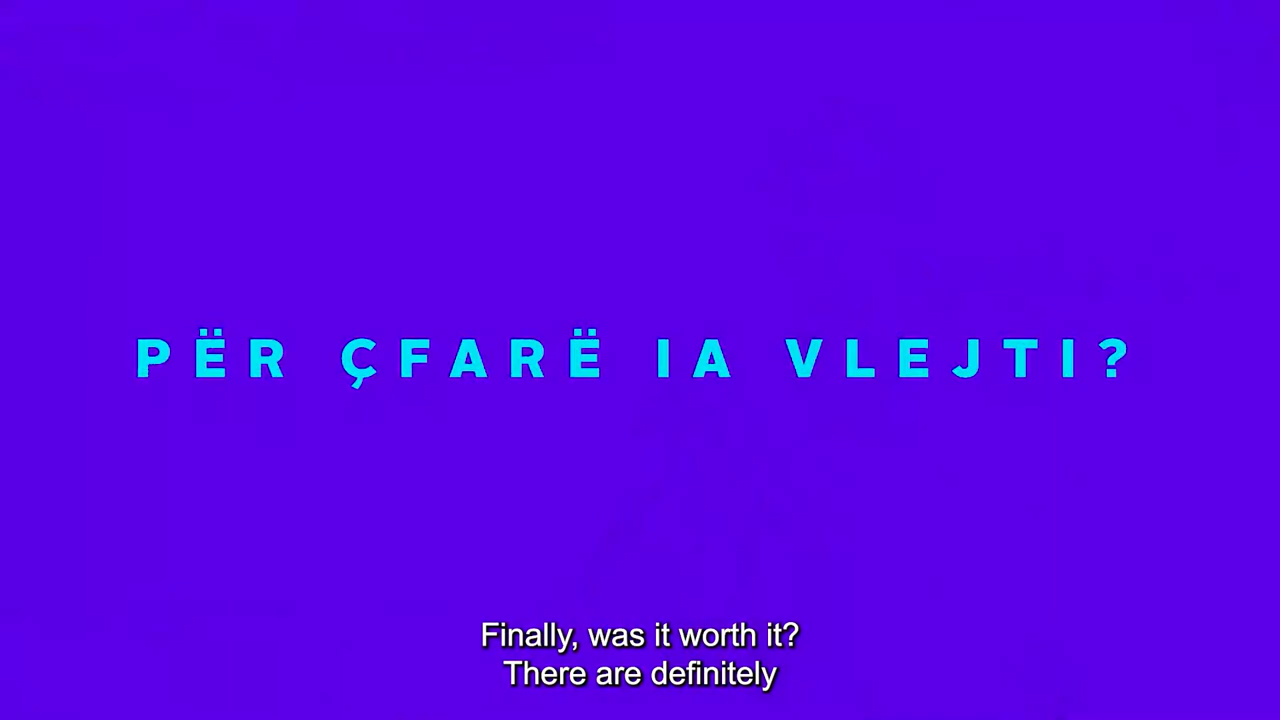 PËR ÇFARË IA VLEJTI?
Finally, was it worth it?
There are definitely